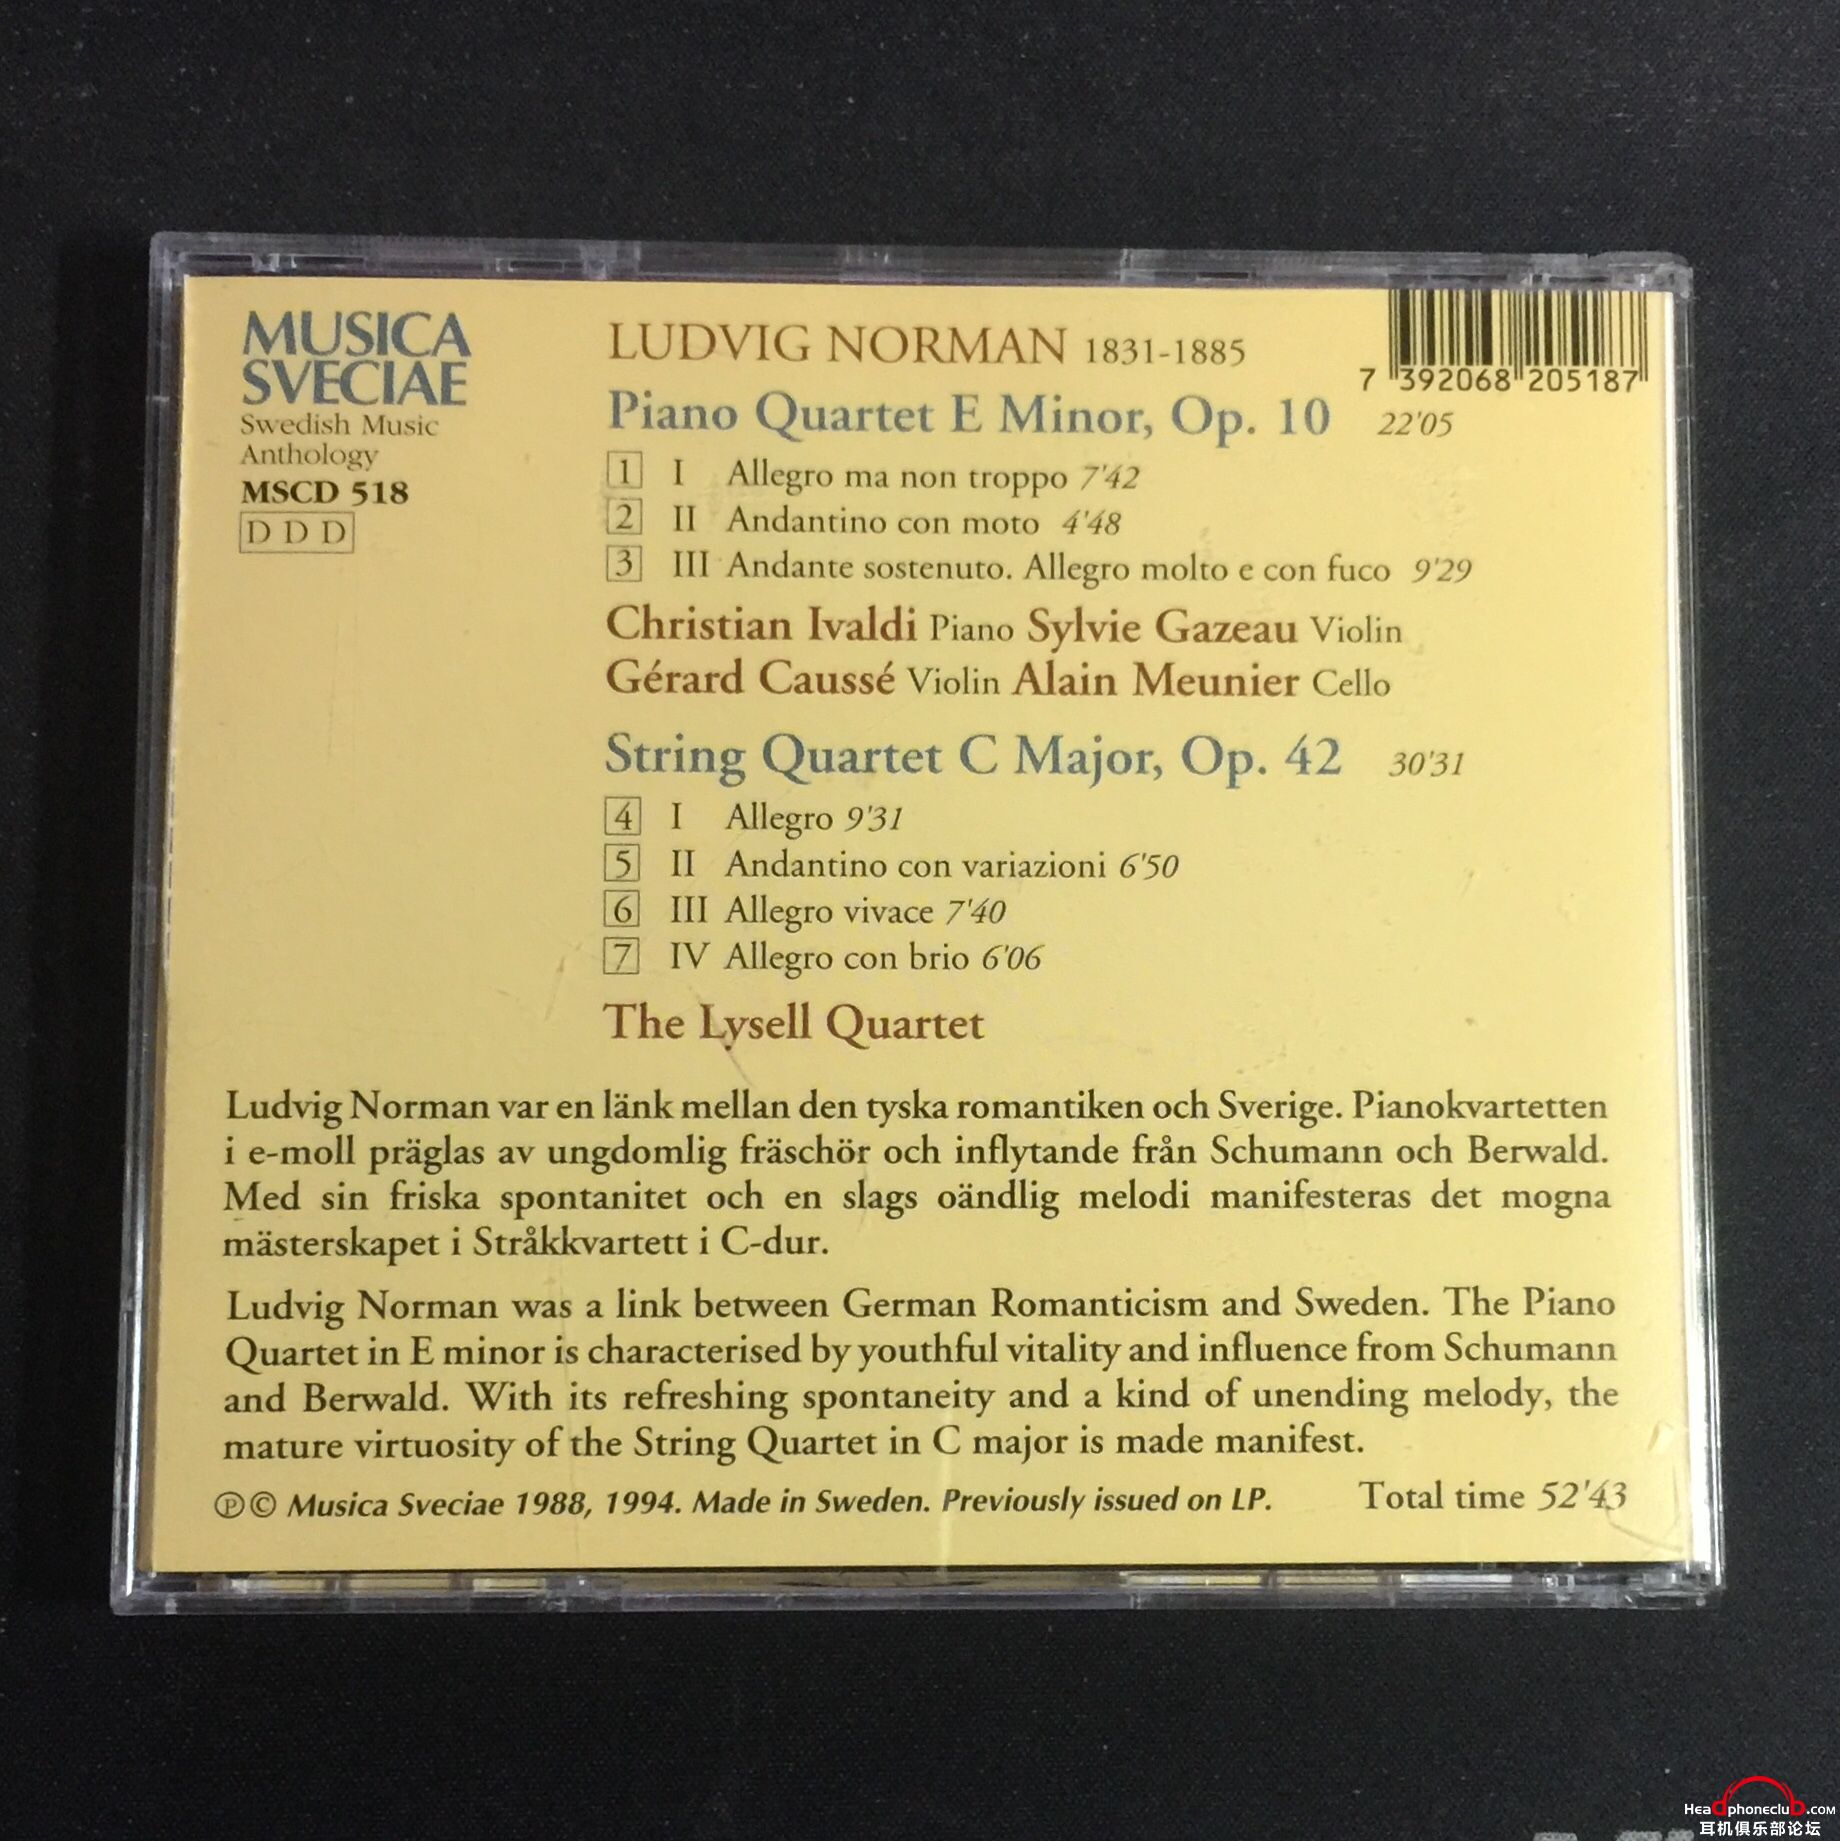 MUSICA
SVECIAE
Swedish Music
Anthology
MSCD 518
D D D
LUDVIG NORMAN 1831-1885
7 392068 205187
Piano Quartet E Minor, Op. 10 22'05
1 I Allegro ma non troppo 7'42
2 II Andantino con moto 4'48
3 III Andante sostenuto. Allegro molto e con fuco 9'29
Christian Ivaldi Piano Sylvie Gazeau Violin
Gérard Caussé Violin Alain Meunier Cello
String Quartet C Major, Op. 42 30'31
4 I Allegro 9'31
5 II Andantino con variazioni 6'50
6 III Allegro vivace 7'40
7 IV Allegro con brio 6'06
The Lysell Quartet
Ludvig Norman var en länk mellan den tyska romantiken och Sverige. Pianokvartetten
i e-moll präglas av ungdomlig fräschör och inflytande från Schumann och Berwald.
Med sin friska spontanitet och en slags oändlig melodi manifesteras det mogna
mästerskapet i Stråkkvartett i C-dur.
Ludvig Norman was a link between German Romanticism and Sweden. The Piano
Quartet in E minor is characterised by youthful vitality and influence from Schumann
and Berwald. With its refreshing spontaneity and a kind of unending melody, the
mature virtuosity of the String Quartet in C major is made manifest.
℗© Musica Sveciae 1988, 1994. Made in Sweden. Previously issued on LP. Total time 52'43
Headphoneclub.com
耳机俱乐部论坛